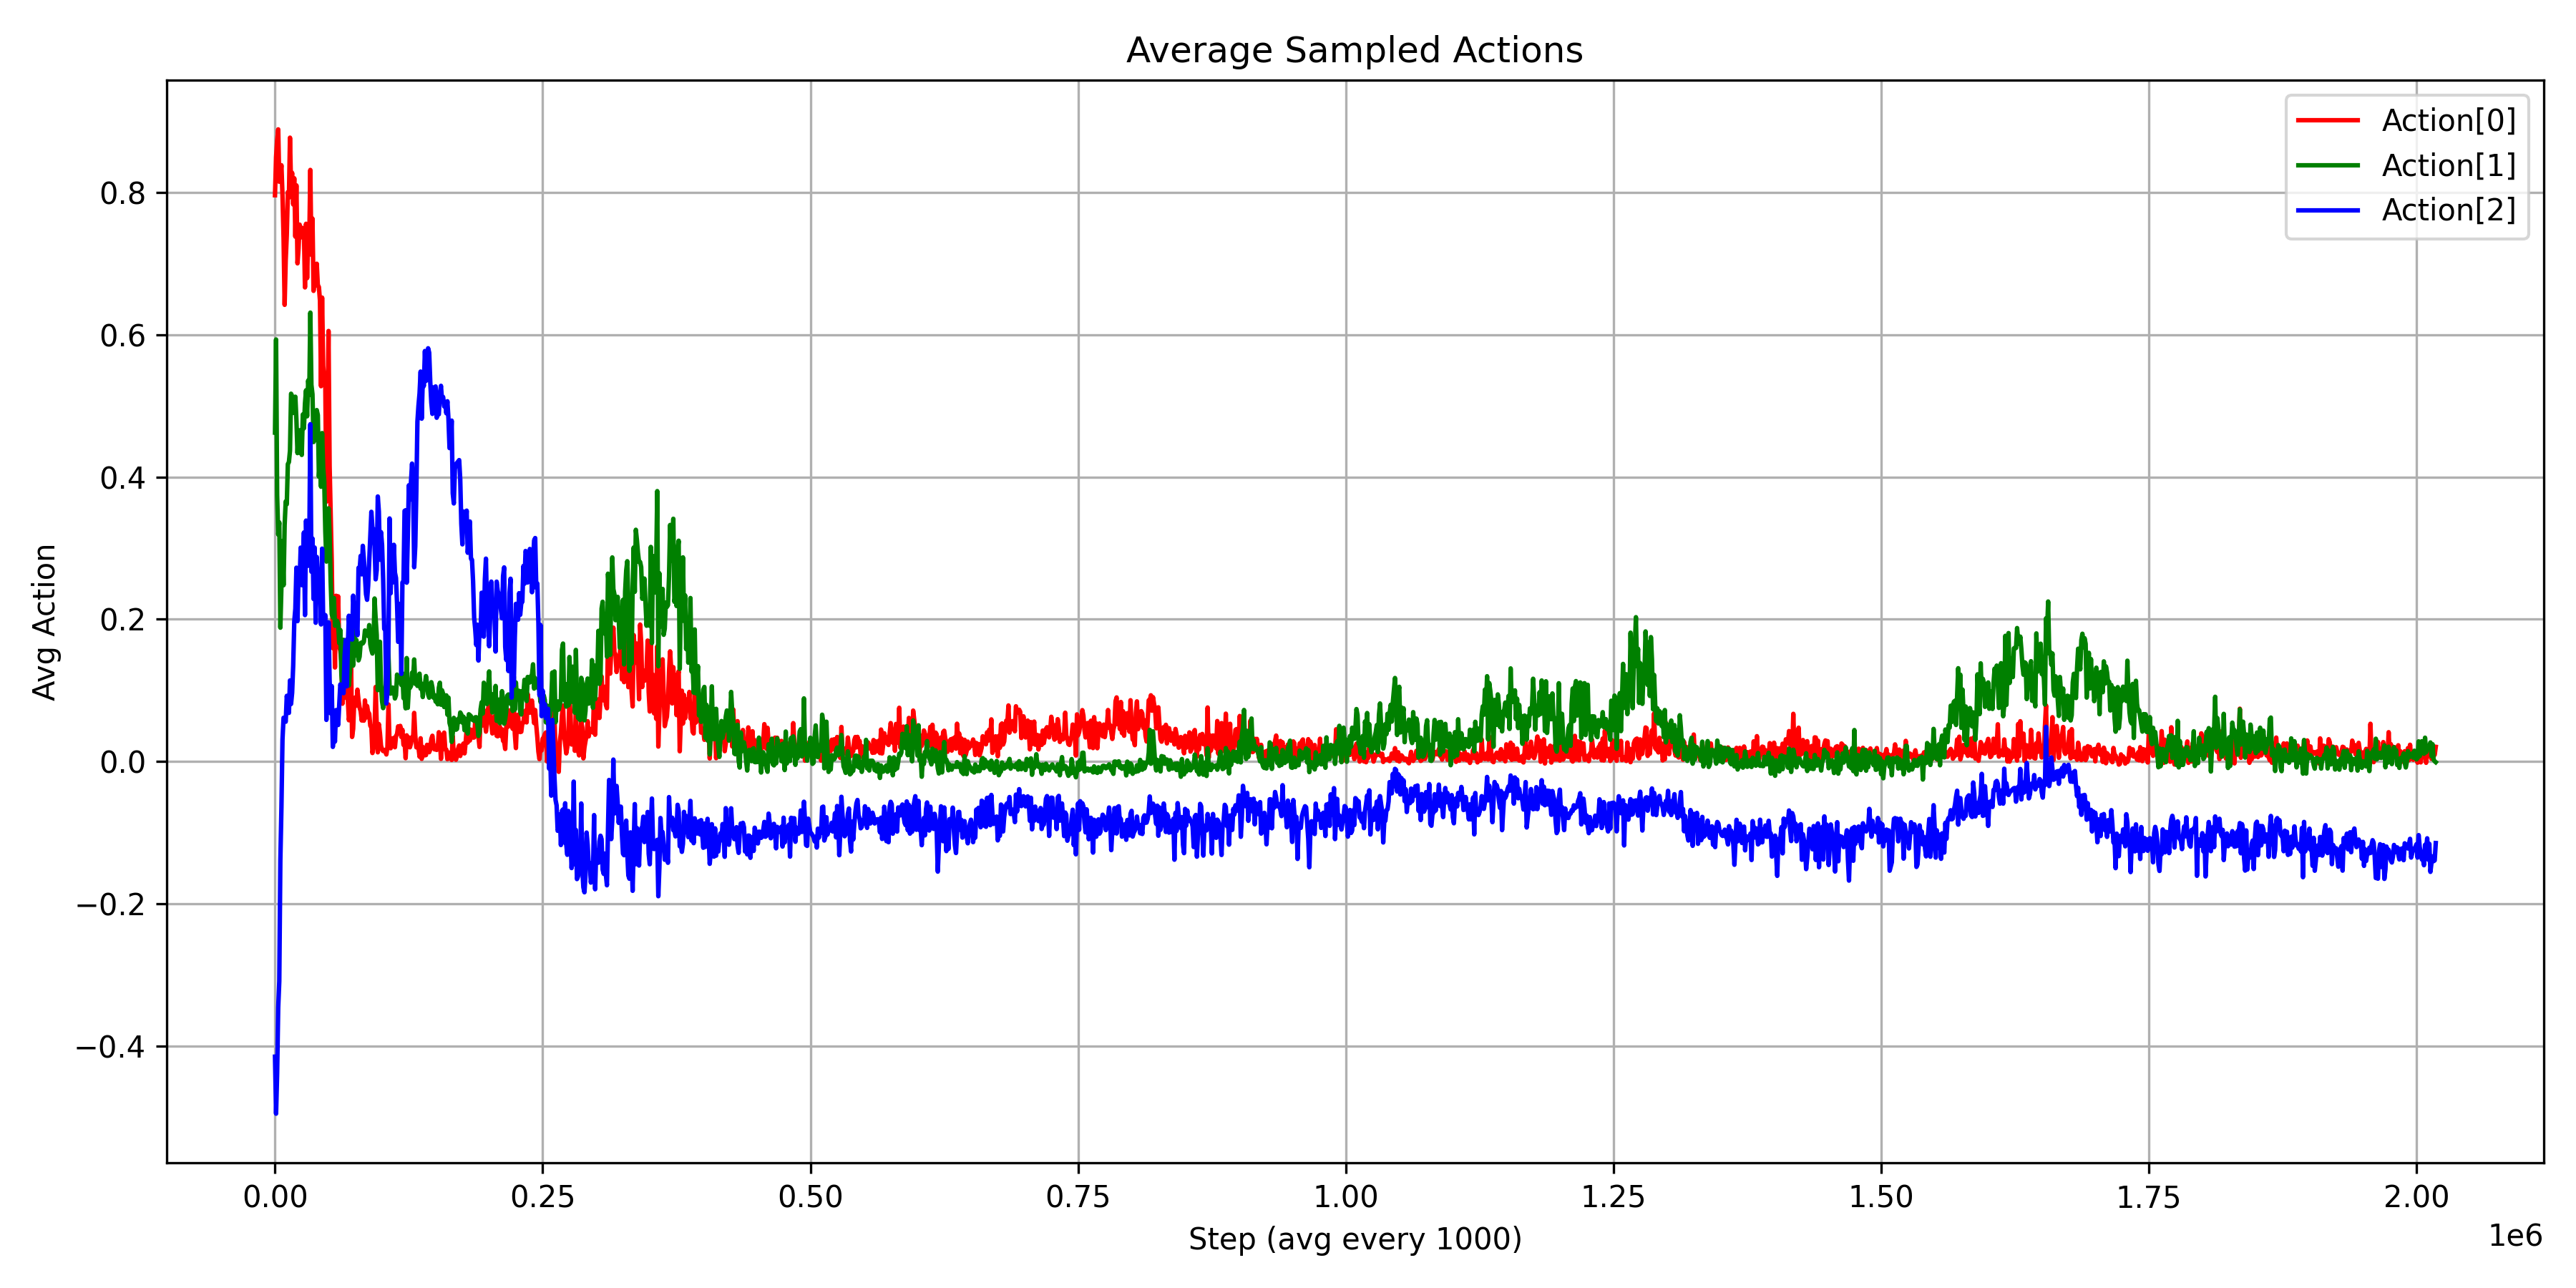 Average Sampled Actions
Action[0]
Action[1]
Action[2]
Avg Action
0.8
0.6
0.4
0.2
0.0
−0.2
−0.4
0.00 0.25 0.50 0.75 1.00 1.25 1.50 1.75 2.00
1e6
Step (avg every 1000)